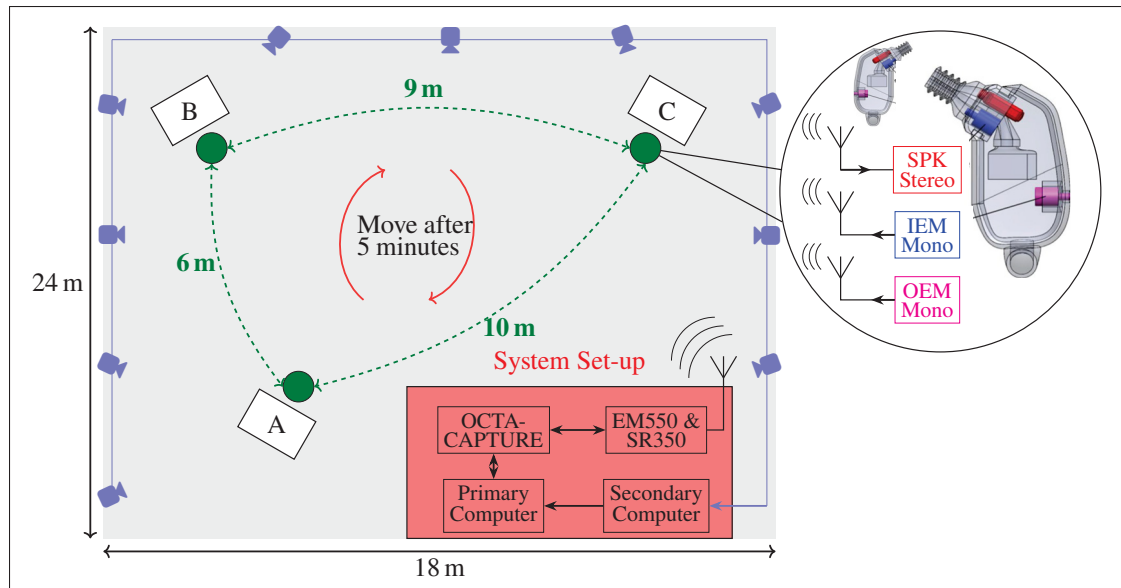 B
9 m
C
SPK
Stereo
IEM
Mono
OEM
Mono
Move after
5 minutes
6 m
24 m
10 m
System Set-up
A
OCTA-
CAPTURE
EM550 &
SR350
Primary
Computer
Secondary
Computer
18 m